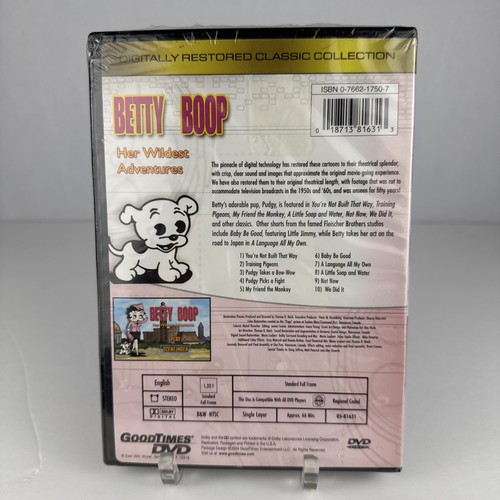 DIGITALLY RESTORED CLASSIC COLLECTION
ISBN 0-7662-1750-7
0 18713 81631 3
BETTY BOOP
Her Wildest
Adventures
The pinnacle of digital technology has restored these cartoons to their theatrical splendor,
with crisp, clear sound and images that approximate the original movie-going experience.
We have also restored them to their original theatrical length, with footage that was cut to
accommodate television broadcasts in the 1950s and '60s, and was unseen for fifty years!
Betty's adorable pup, Pudgy, is featured in You're Not Built That Way, Training
Pigeons, My Friend the Monkey, A Little Soap and Water, Not Now, We Did It,
and other classics. Other shorts from the famed Fleischer Brothers studios
include Baby Be Good, featuring Little Jimmy, while Betty takes her act on the
road to Japan in A Language All My Own.
1) You're Not Built That Way
2) Training Pigeons
3) Pudgy Takes a Bow-Wow
4) Pudgy Picks a Fight
5) My Friend the Monkey
6) Baby Be Good
7) A Language All My Own
8) A Little Soap and Water
9) Not Now
10) We Did It
BETTY BOOP
English
1.33:1
Standard Full Frame
STEREO
Standard
Full Frame
This Disc is Compatible With All DVD Players
Regional Coded
DOLBY
DIGITAL
B&W NTSC
Single Layer
Approx. 66 Min.
05-81631
GOODTIMES
DVD
www.goodtimes.com
DVD
VIDEO